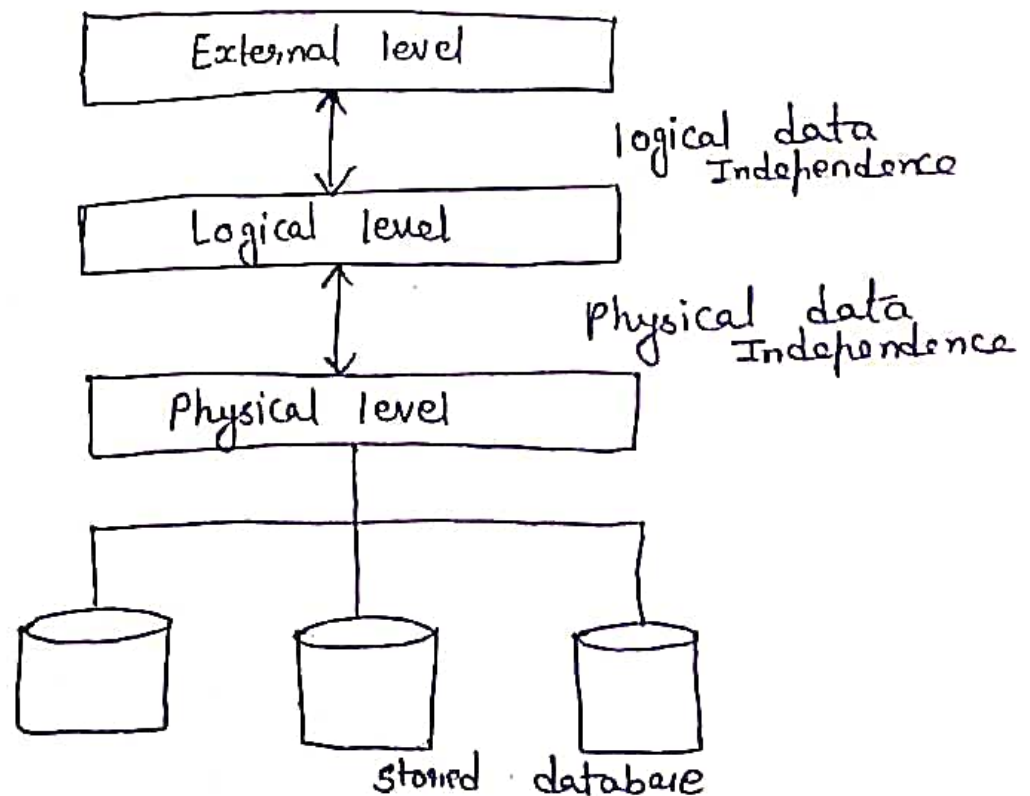 External level
logical data
Independence
Logical level
Physical data
Independence
Physical level
stored database